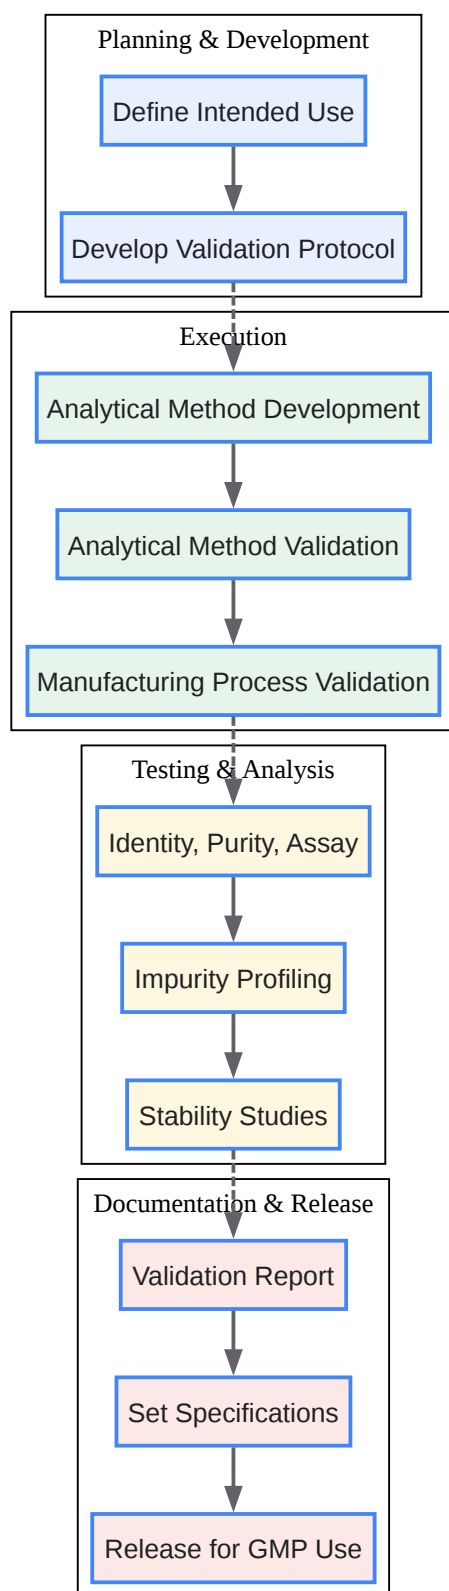 Planning & Development
Define Intended Use
Develop Validation Protocol
Execution
Analytical Method Development
Analytical Method Validation
Manufacturing Process Validation
Testing & Analysis
Identity, Purity, Assay
Impurity Profiling
Stability Studies
Documentation & Release
Validation Report
Set Specifications
Release for GMP Use